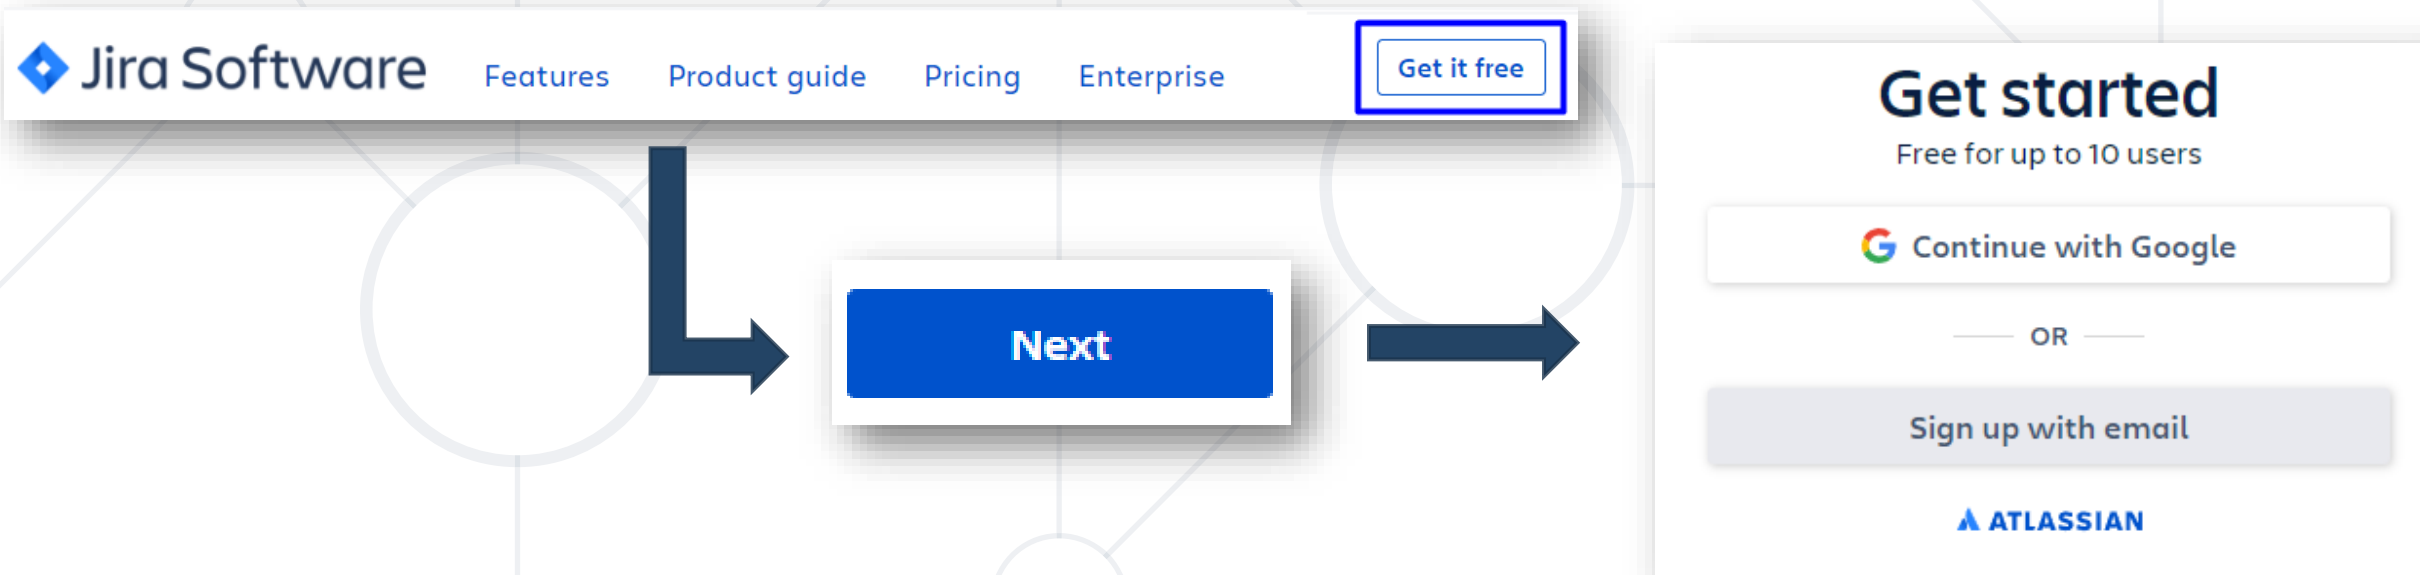 Jira Software Features Product guide Pricing Enterprise Get it free
Next
Get started
Free for up to 10 users
Continue with Google
OR
Sign up with email
ATLASSIAN